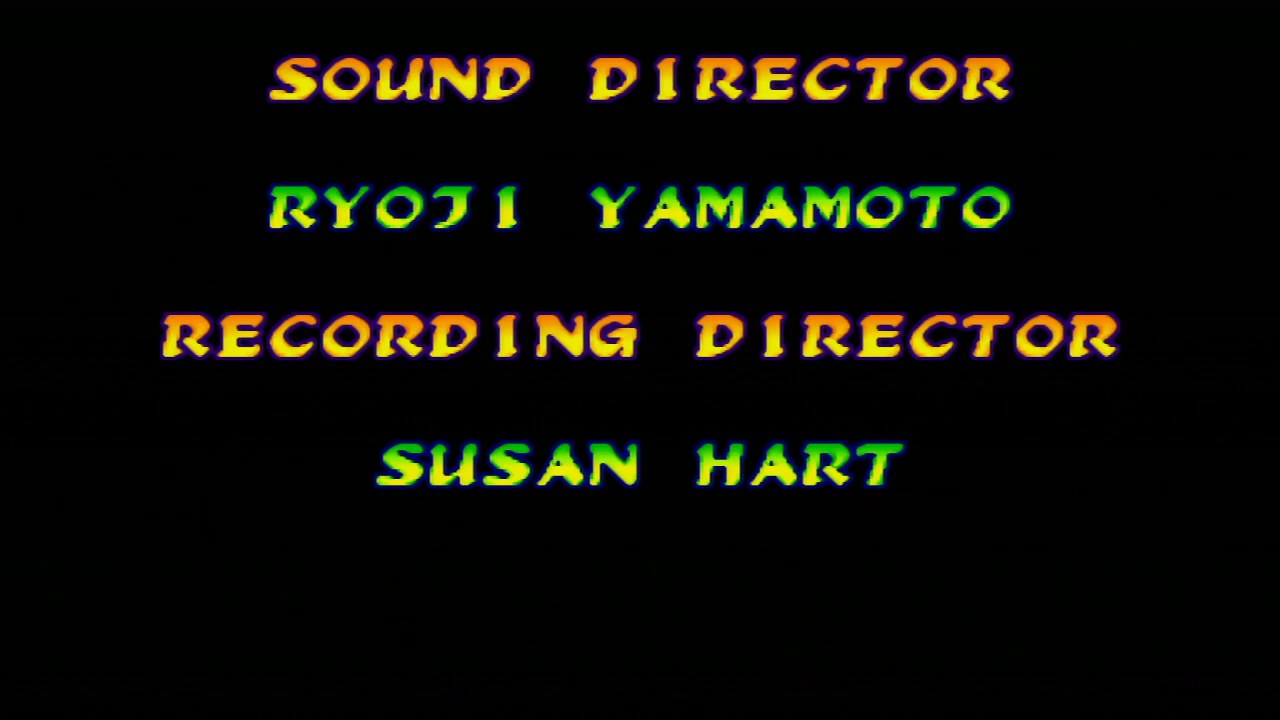 SOUND DIRECTOR
RYOJI YAMAMOTO
RECORDING DIRECTOR
SUSAN HART